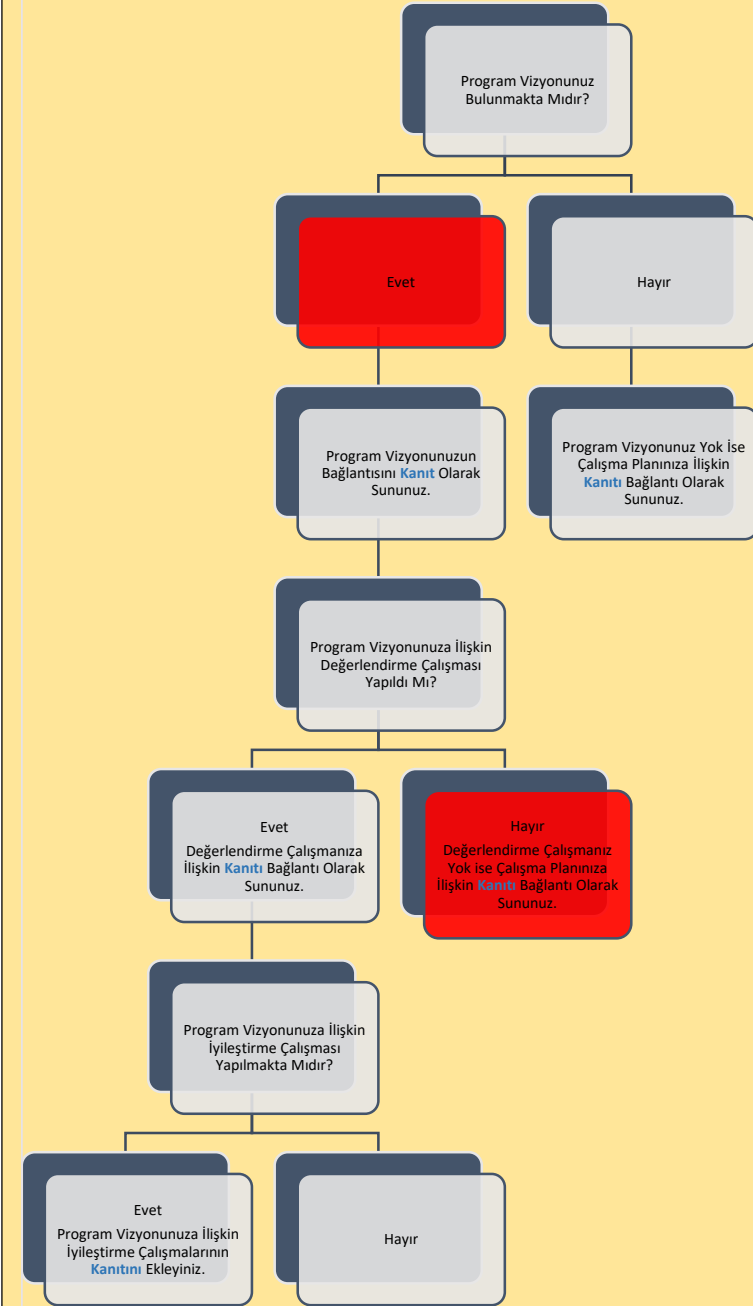 Program Vizyonunuz
Bulunmakta Mıdır?
Evet
Hayır
Program Vizyonunuzun
Bağlantısını Kanıt Olarak
Sununuz.
Program Vizyonunuz Yok İse
Çalışma Planınıza İlişkin
Kanıtı Bağlantı Olarak
Sununuz.
Program Vizyonunuza İlişkin
Değerlendirme Çalışması
Yapıldı Mı?
Evet
Değerlendirme Çalışmanıza
İlişkin Kanıtı Bağlantı Olarak
Sununuz.
Hayır
Değerlendirme Çalışmanız
Yok ise Çalışma Planınıza
İlişkin Kanıtı Bağlantı Olarak
Sununuz.
Program Vizyonunuza İlişkin
İyileştirme Çalışması
Yapılmakta Mıdır?
Evet
Program Vizyonunuza İlişkin
İyileştirme Çalışmalarının
Kanıtını Ekleyiniz.
Hayır